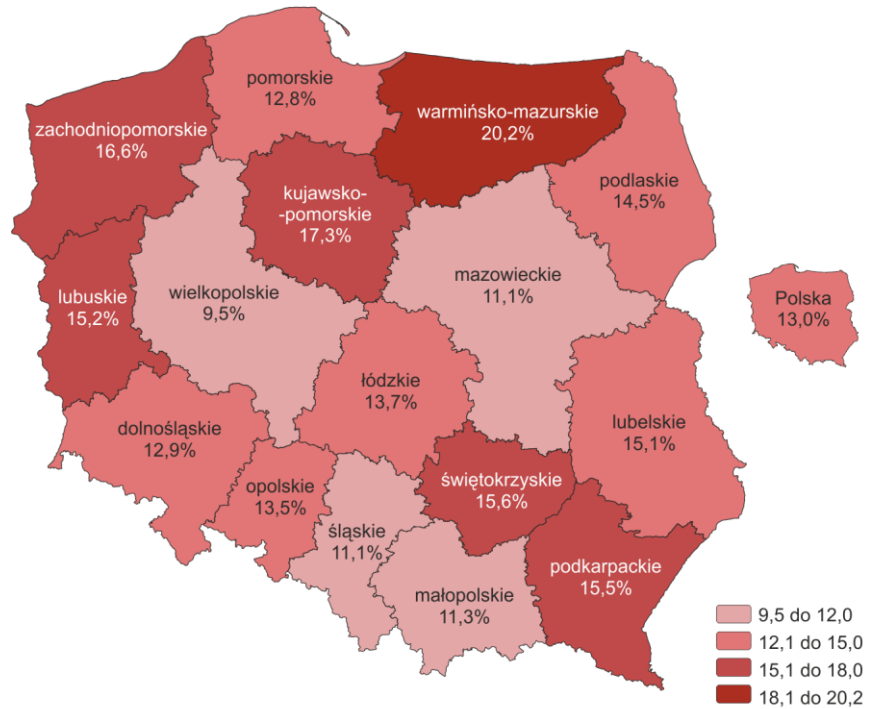 pomorskie
12,8%
warmińsko-mazurskie
20,2%
zachodniopomorskie
16,6%
podlaskie
14,5%
kujawsko-
-pomorskie
17,3%
mazowieckie
11,1%
lubuskie
15,2%
wielkopolskie
9,5%
Polska
13,0%
łódzkie
13,7%
lubelskie
15,1%
dolnośląskie
12,9%
opolskie
13,5%
świętokrzyskie
15,6%
śląskie
11,1%
podkarpackie
15,5%
małopolskie
11,3%
9,5 do 12,0
12,1 do 15,0
15,1 do 18,0
18,1 do 20,2